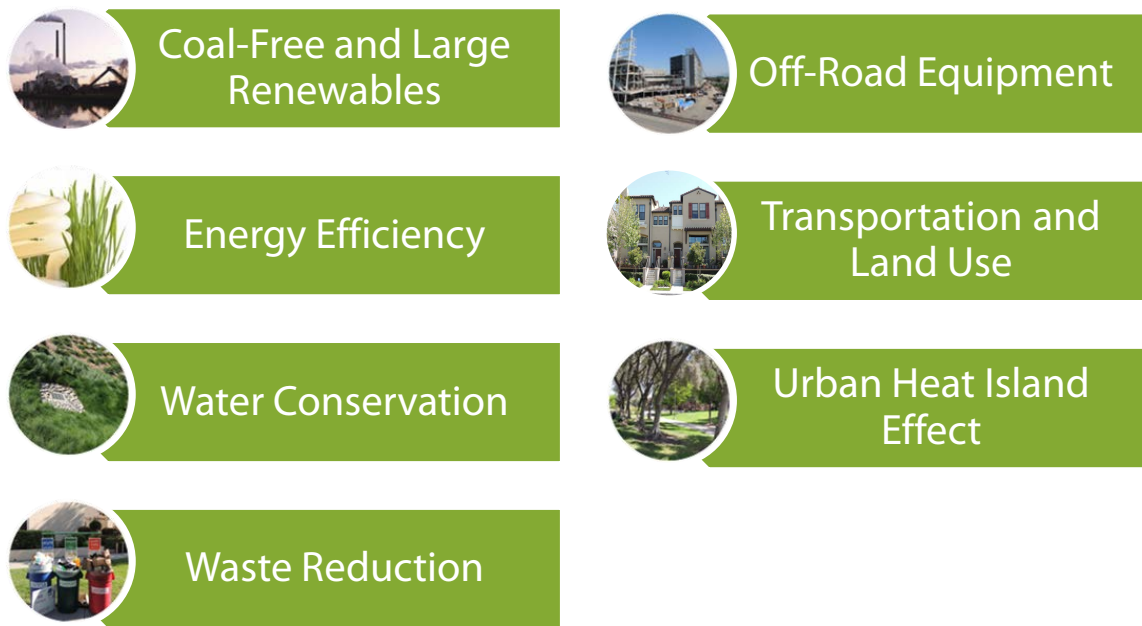 Coal-Free and Large
Renewables
Energy Efficiency
Water Conservation
Waste Reduction
Off-Road Equipment
Transportation and
Land Use
Urban Heat Island
Effect